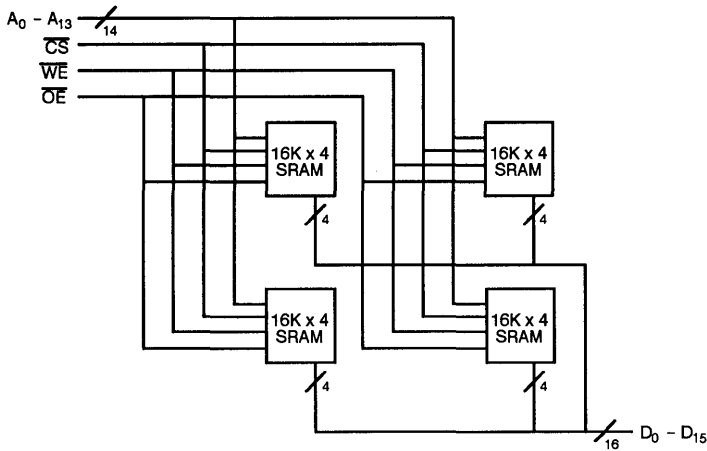 A0 – A13
14
CS
WE
OE
16K x 4
SRAM
4
16K x 4
SRAM
4
16K x 4
SRAM
4
16K x 4
SRAM
4
16
D0 – D15